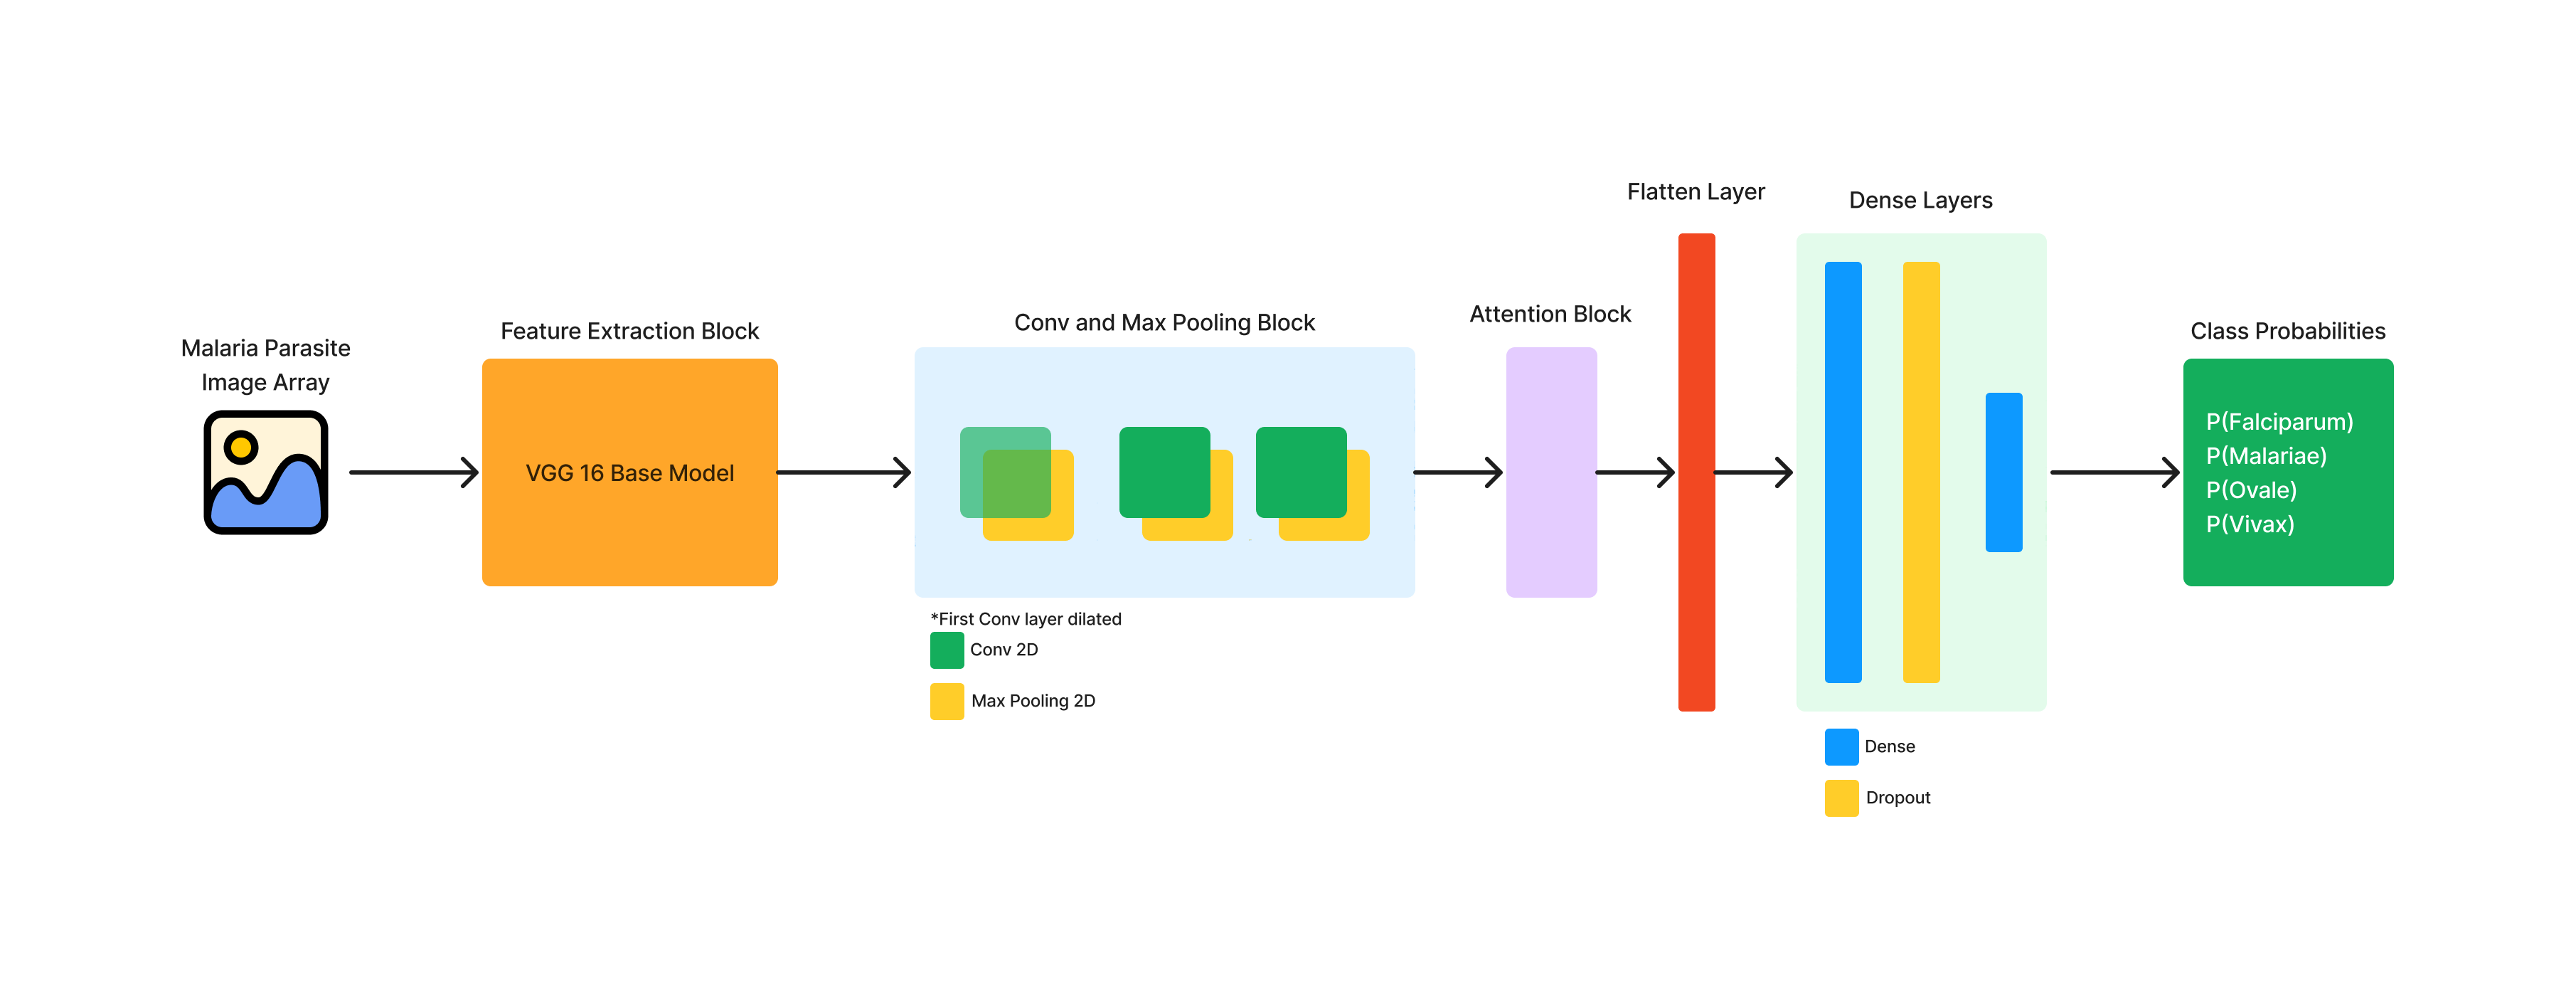 Malaria Parasite
Image Array
Feature Extraction Block
VGG 16 Base Model
Conv and Max Pooling Block
*First Conv layer dilated
Conv 2D
Max Pooling 2D
Attention Block
Flatten Layer
Dense Layers
Dense
Dropout
Class Probabilities
P(Falciparum)
P(Malariae)
P(Ovale)
P(Vivax)